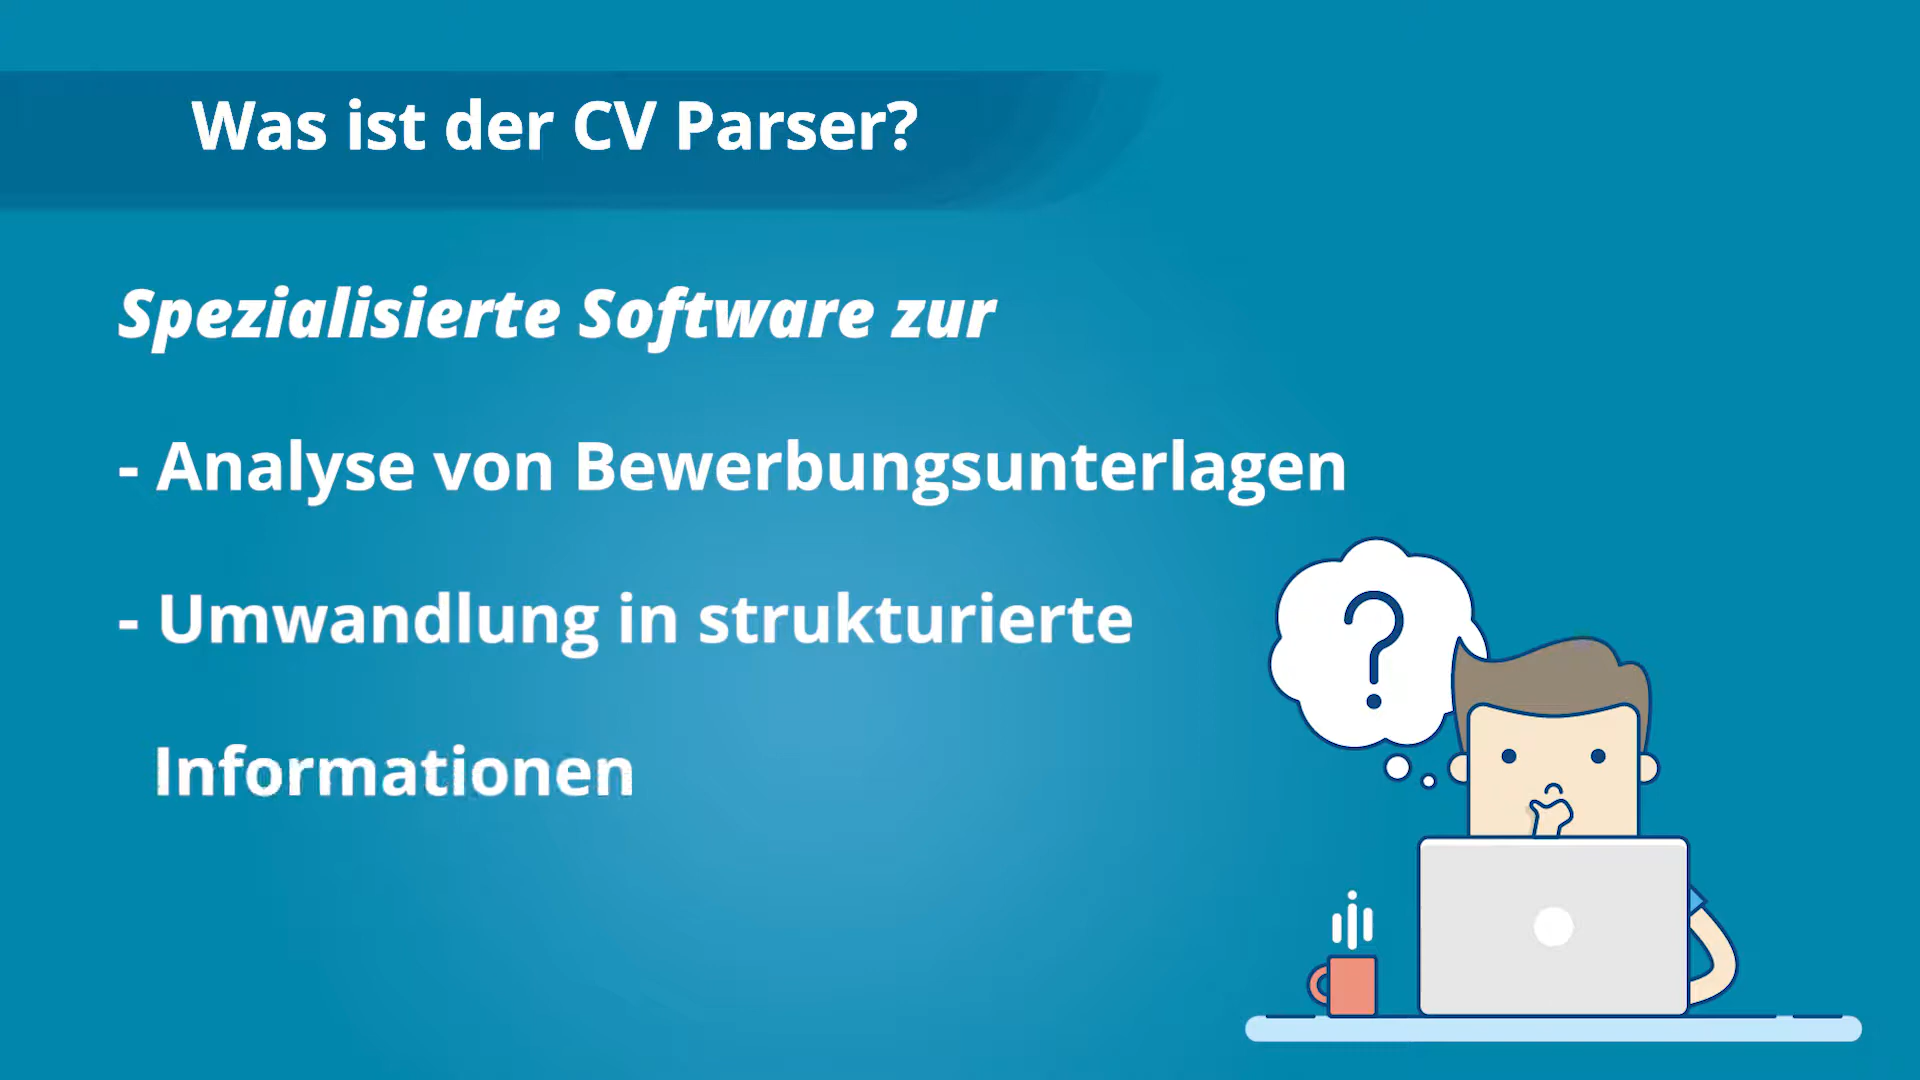 Was ist der CV Parser?
Spezialisierte Software zur
- Analyse von Bewerbungsunterlagen
- Umwandlung in strukturierte
Informationen
?